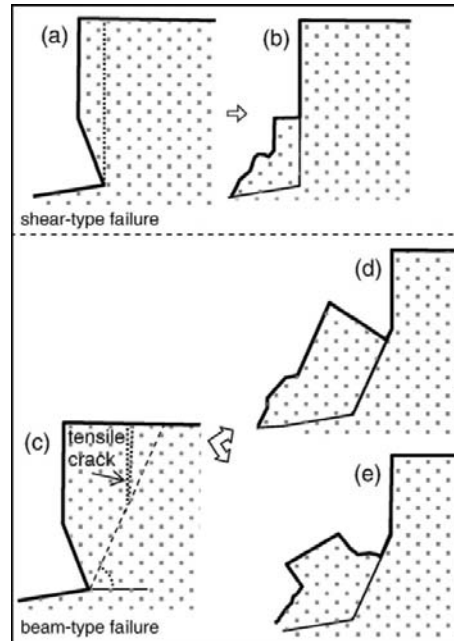 (a)
(b)
shear-type failure
(d)
(c)
tensile
crack
(e)
beam-type failure